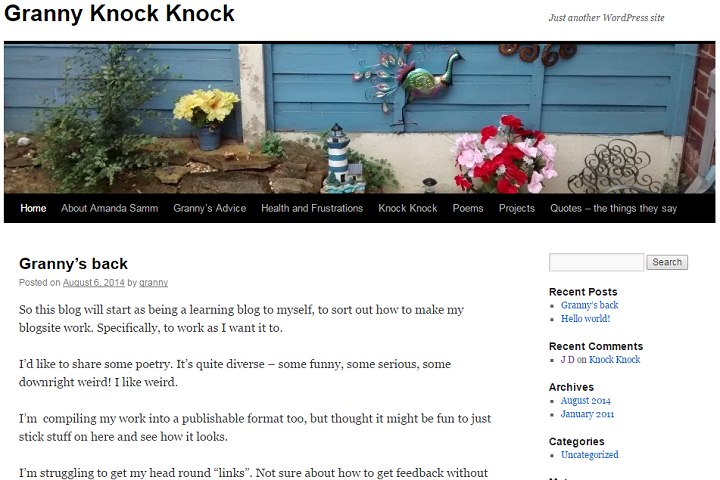 Granny Knock Knock
Just another WordPress site
Home About Amanda Samm Granny's Advice Health and Frustrations Knock Knock Poems Projects Quotes – the things they say
Granny's back
Posted on August 6, 2014 by granny
So this blog will start as being a learning blog to myself, to sort out how to make my
blogsite work. Specifically, to work as I want it to.
I'd like to share some poetry. It's quite diverse – some funny, some serious, some
downright weird! I like weird.
I'm  compiling my work into a publishable format too, but thought it might be fun to just
stick stuff on here and see how it looks.
I'm struggling to get my head round "links". Not sure about how to get feedback without
Search
Recent Posts
Granny's back
Hello world!
Recent Comments
J D on Knock Knock
Archives
August 2014
January 2011
Categories
Uncategorized